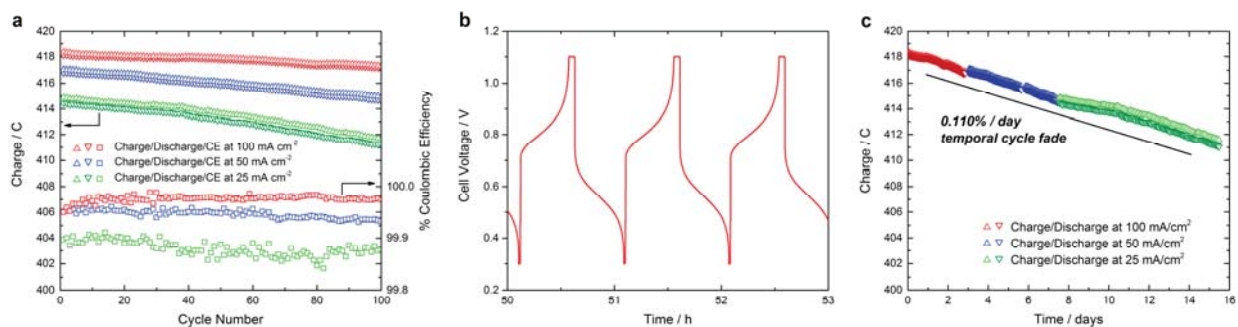 a
420
418
416
414
412
410
408
406
404
402
400
Charge / C
△ ▽ □ Charge/Discharge/CE at 100 mA cm⁻²
△ ▽ □ Charge/Discharge/CE at 50 mA cm⁻²
△ ▽ □ Charge/Discharge/CE at 25 mA cm⁻²
100.0
99.9
99.8
% Coulombic Efficiency
0 20 40 60 80 100
Cycle Number
b
1.2
1.0
0.8
0.6
0.4
0.2
Cell Voltage / V
50 51 52 53
Time / h
c
420
418
416
414
412
410
408
406
404
402
400
Charge / C
0.110% / day
temporal cycle fade
△ ▽ Charge/Discharge at 100 mA/cm²
△ ▽ Charge/Discharge at 50 mA/cm²
△ ▽ Charge/Discharge at 25 mA/cm²
0 2 4 6 8 10 12 14 16
Time / days